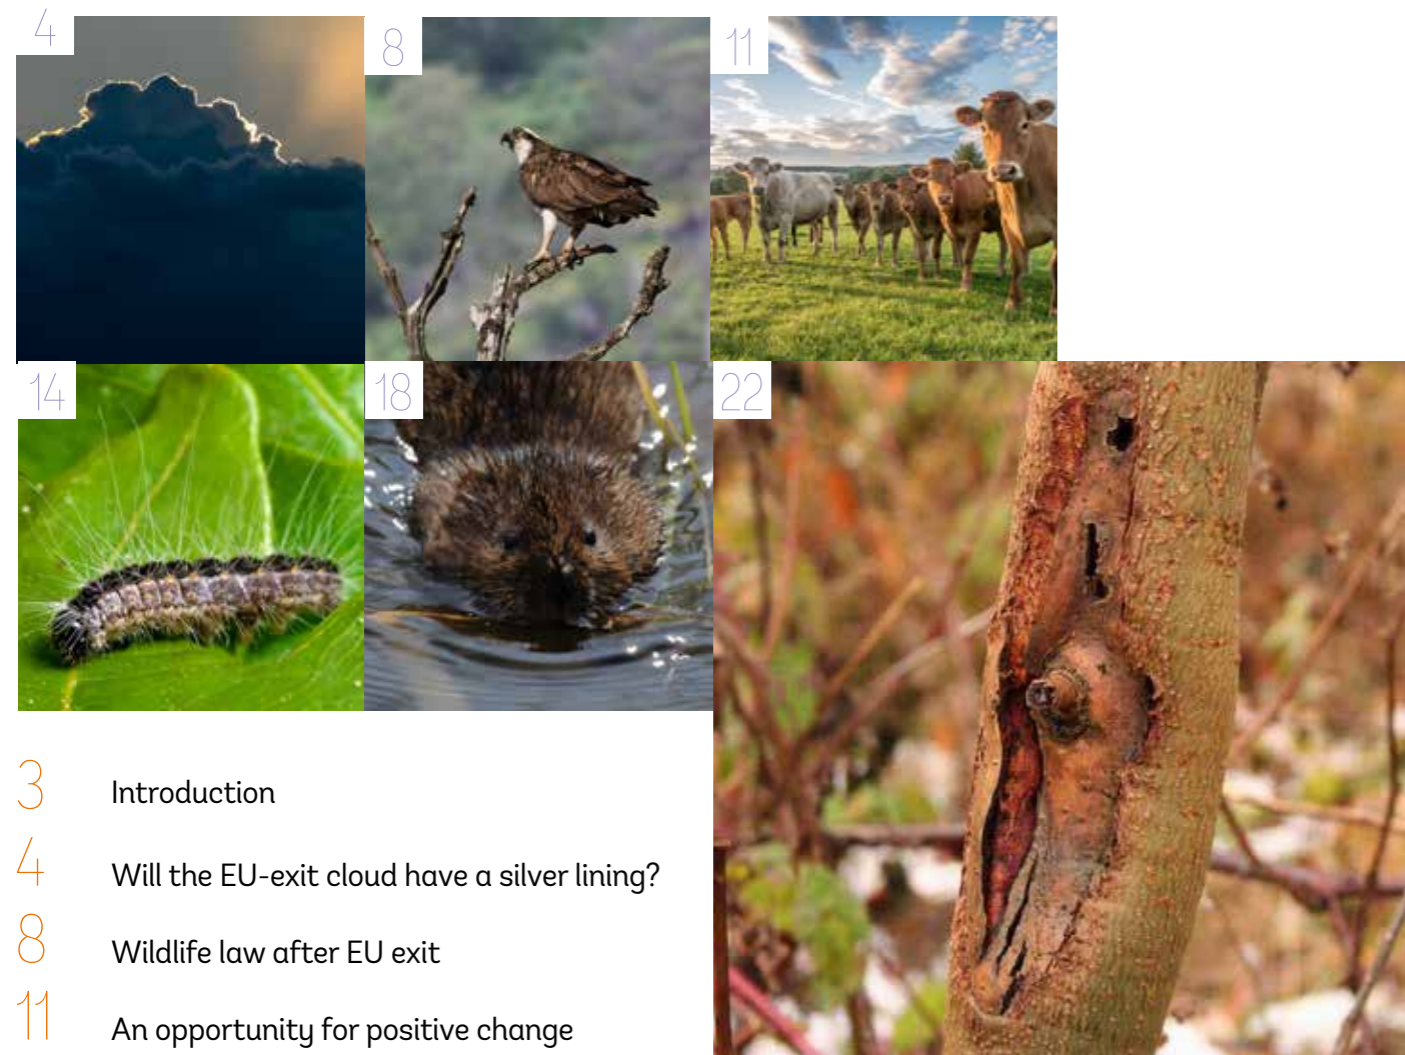 4
8
11
14
18
22
3 Introduction
4 Will the EU-exit cloud have a silver lining?
8 Wildlife law after EU exit
11 An opportunity for positive change